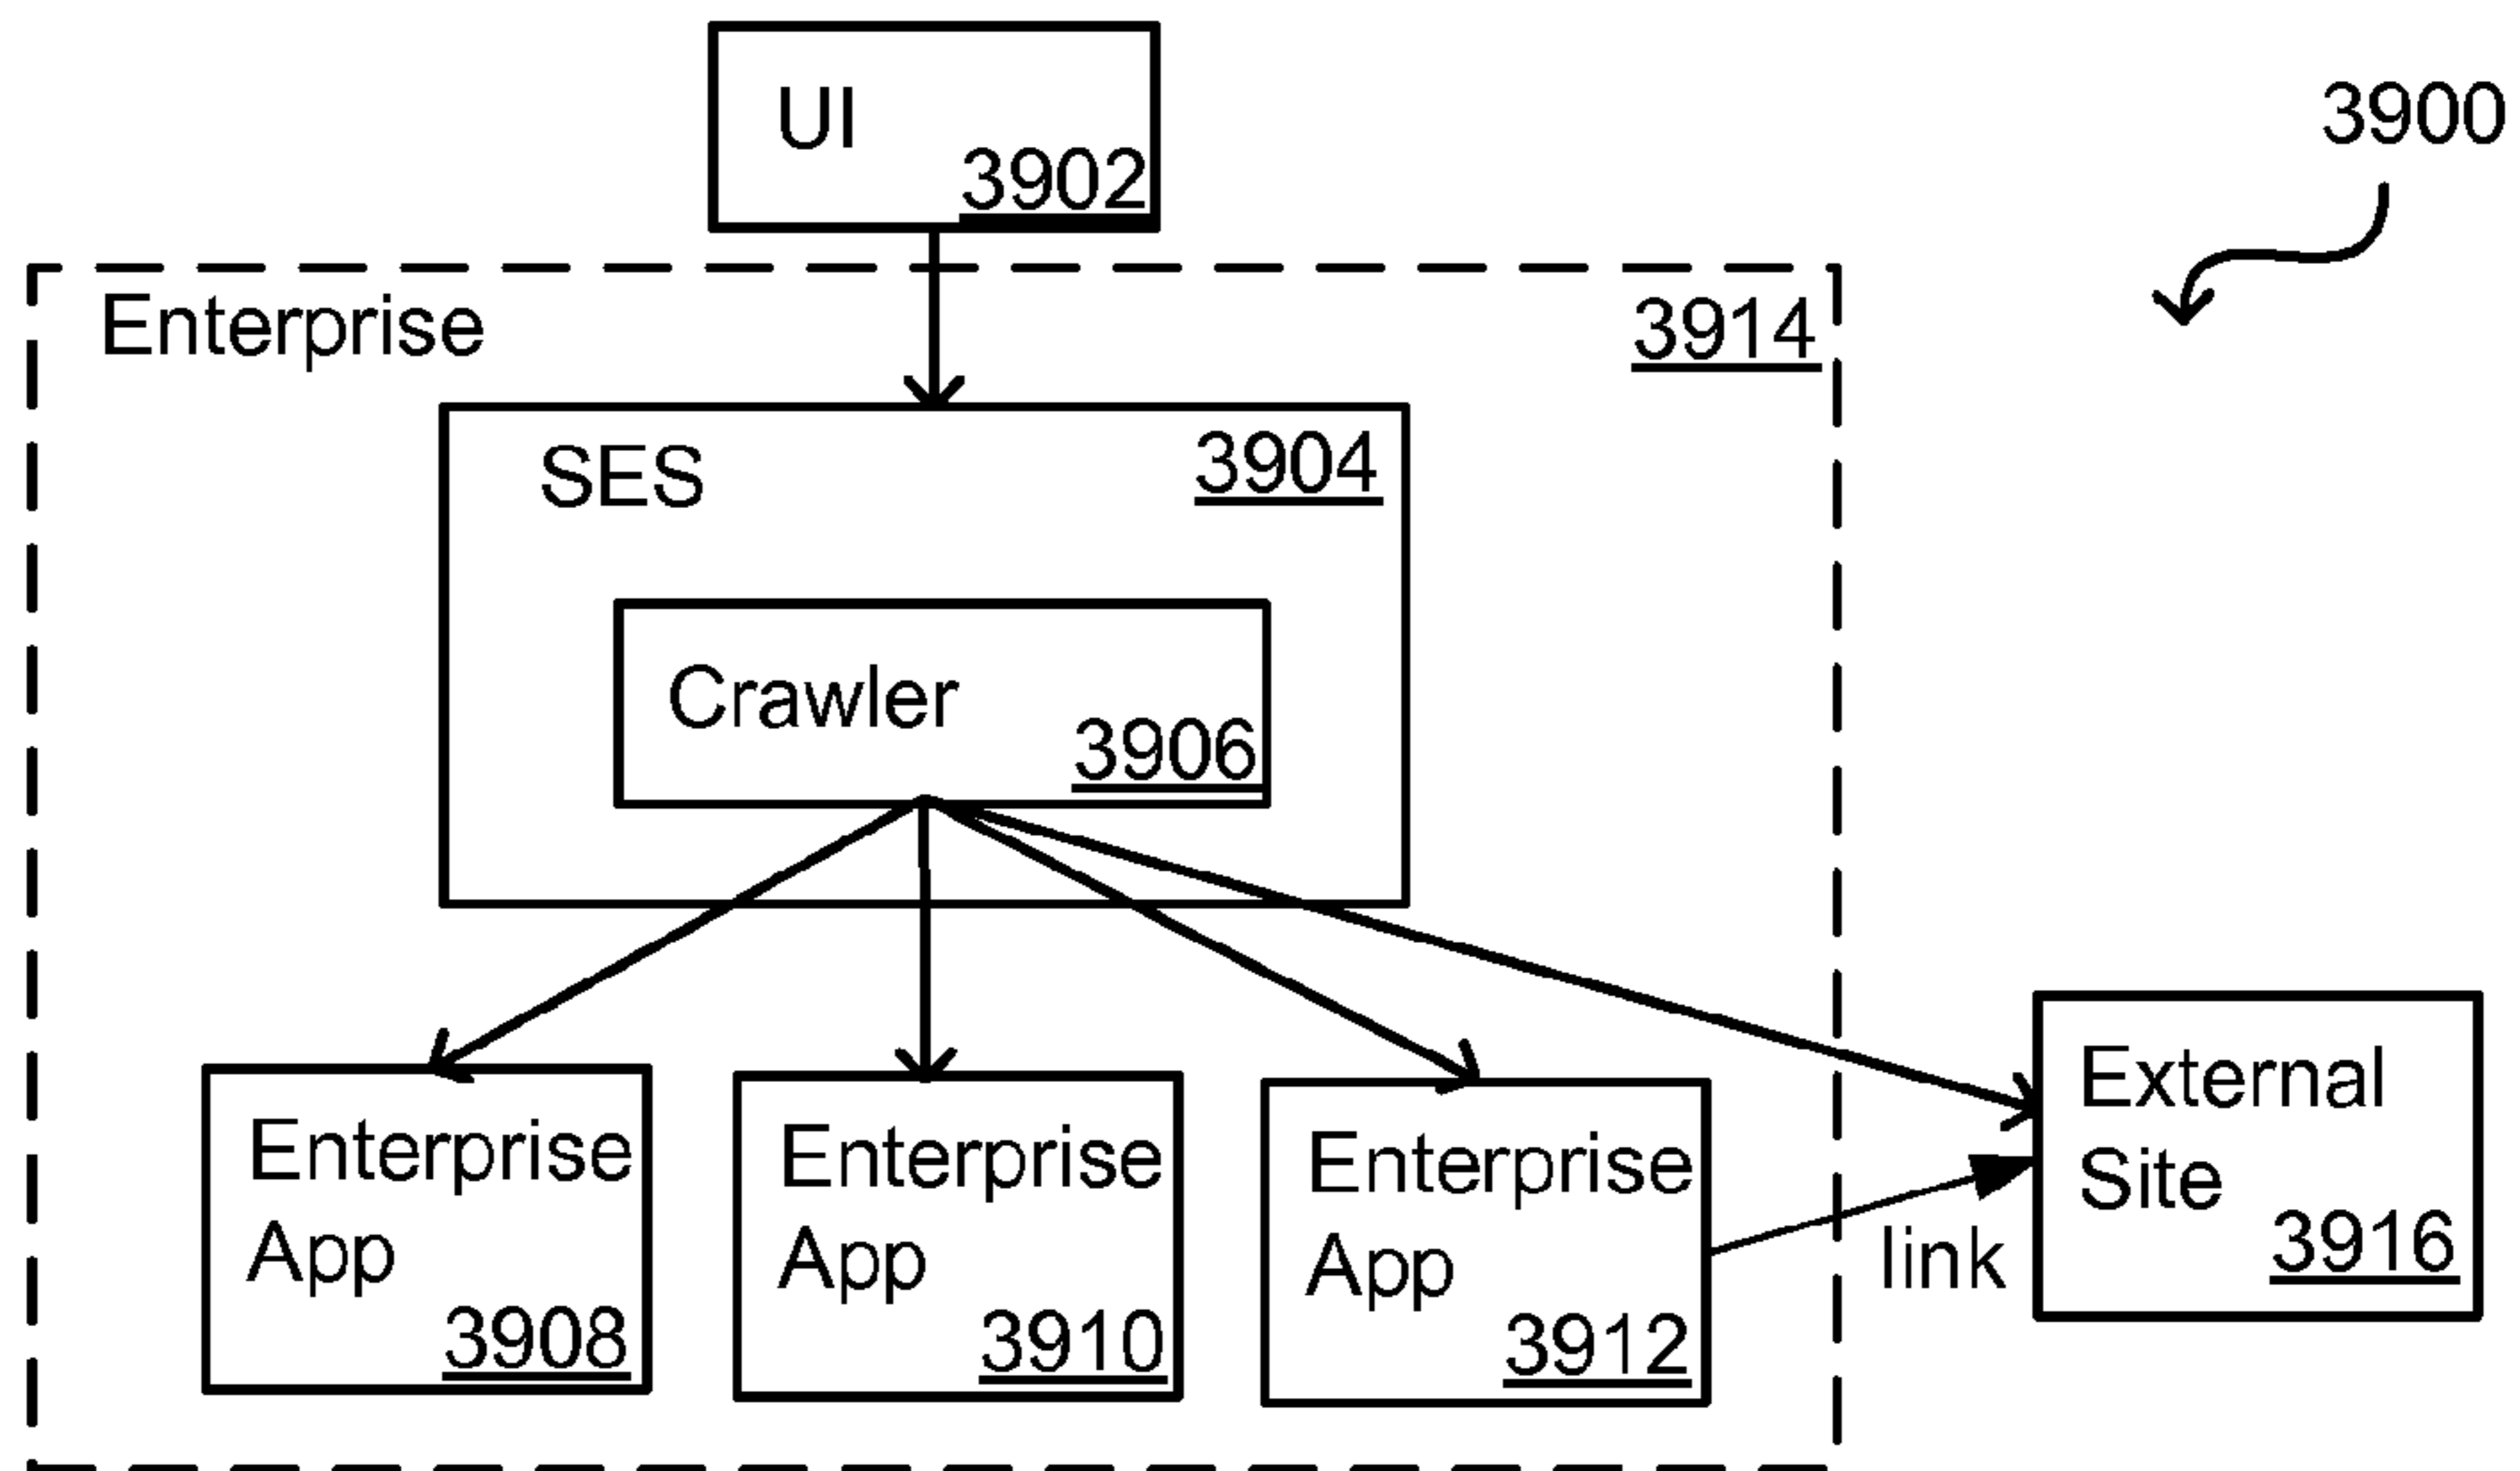 UI
3902
3900
Enterprise
3914
SES
3904
Crawler
3906
Enterprise
App
3908
Enterprise
App
3910
Enterprise
App
3912
link
External
Site
3916